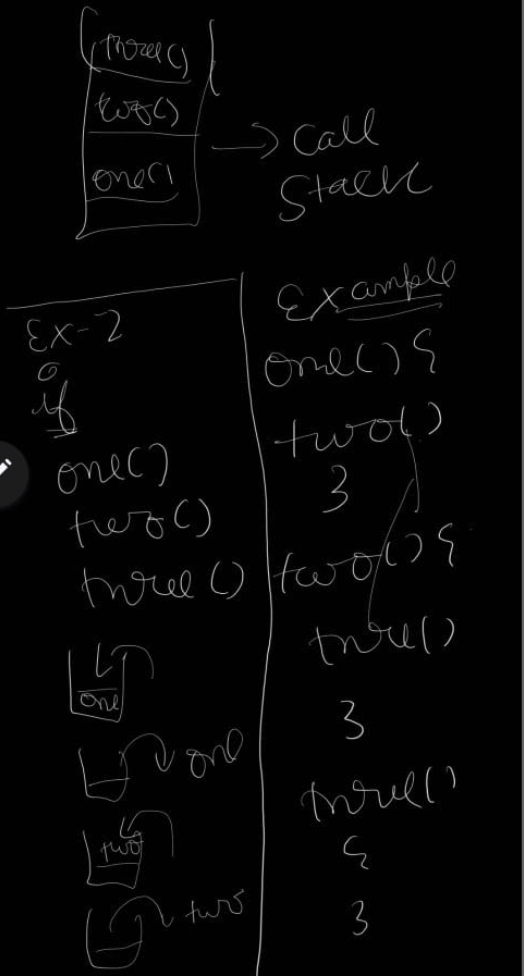 three()
two()
one()
→ Call
Stack
Ex-2
if
one()
two()
three()
one
one
two
two
Example
one() {
two()
}
two() {
three()
}
three()
{
}